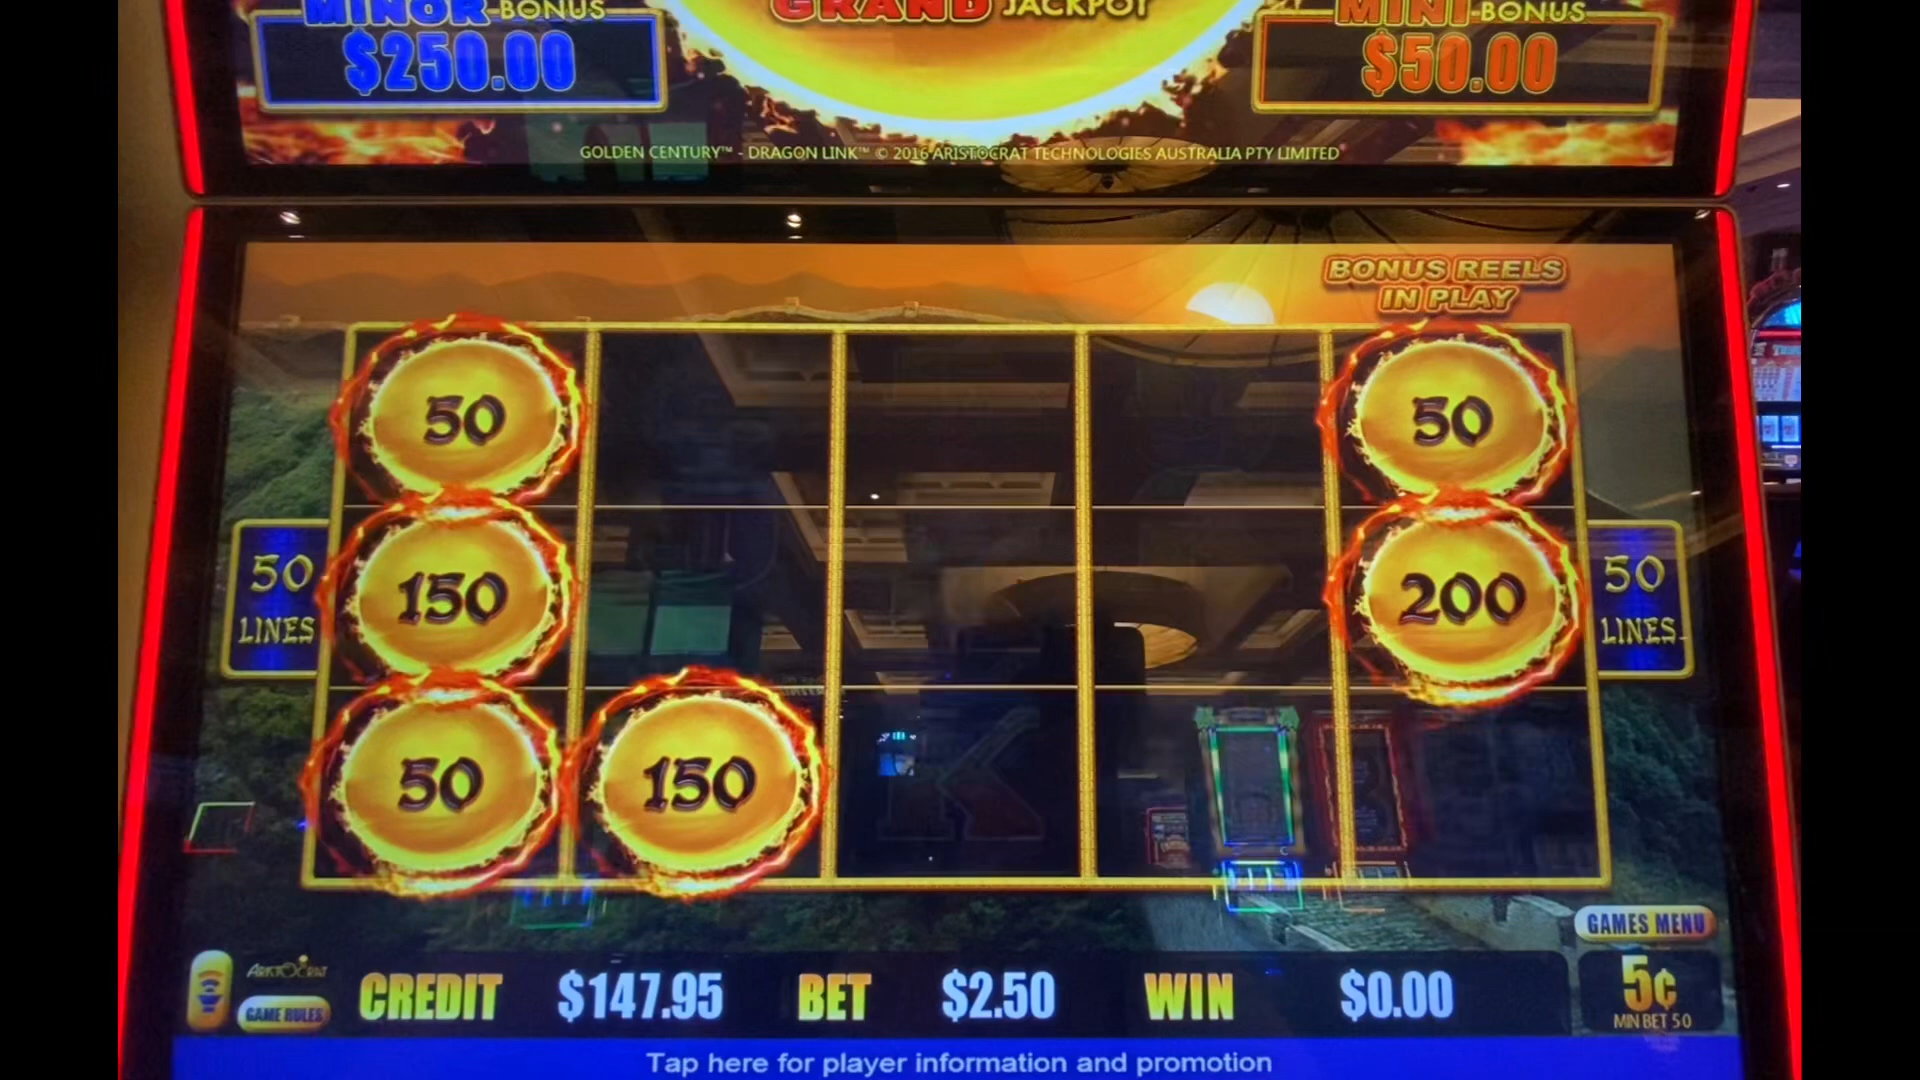 MINOR BONUS
$250.00
GRAND JACKPOT
MINI BONUS
$50.00
GOLDEN CENTURY™ - DRAGON LINK™ © 2016 ARISTOCRAT TECHNOLOGIES AUSTRALIA PTY LIMITED
BONUS REELS
IN PLAY
50
50
50
LINES
150
200
50
LINES
50
150
GAMES MENU
ARISTOCRAT
GAME RULES
CREDIT $147.95 BET $2.50 WIN $0.00
5¢
MIN BET 50
Tap here for player information and promotion